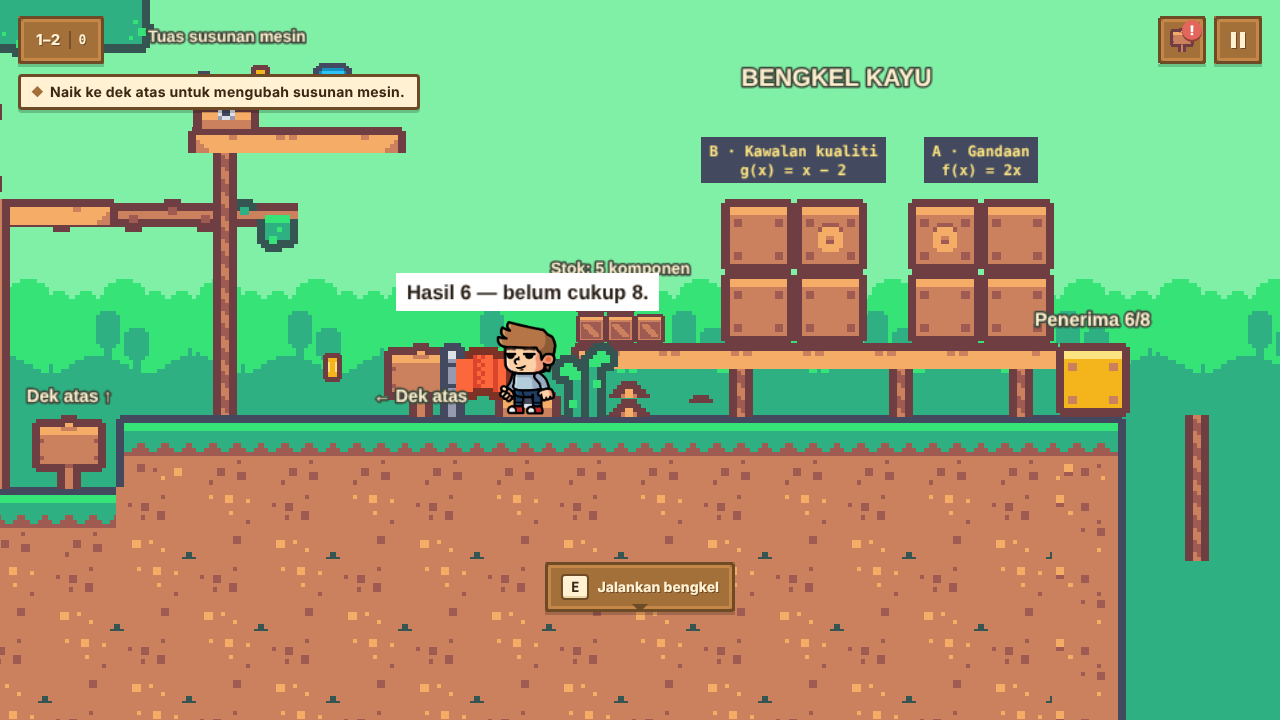 1–2 | 0
Tuas susunan mesin
◆ Naik ke dek atas untuk mengubah susunan mesin.
BENGKEL KAYU
!
B · Kawalan kualiti
g(x) = x − 2
A · Gandaan
f(x) = 2x
Stok: 5 komponen
Hasil 6 — belum cukup 8.
Penerima 6/8
Dek atas ↑
← Dek atas
E Jalankan bengkel